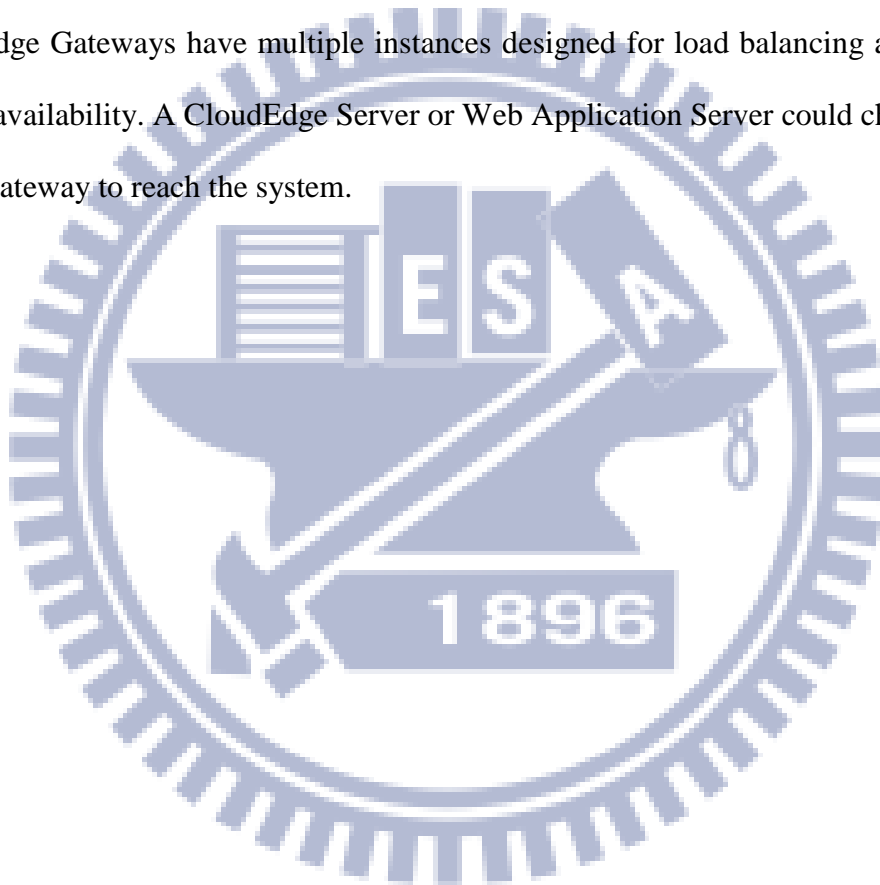 dge Gateways have multiple instances designed for load balancing a
availability. A CloudEdge Server or Web Application Server could c
ateway to reach the system.
E S A
1896